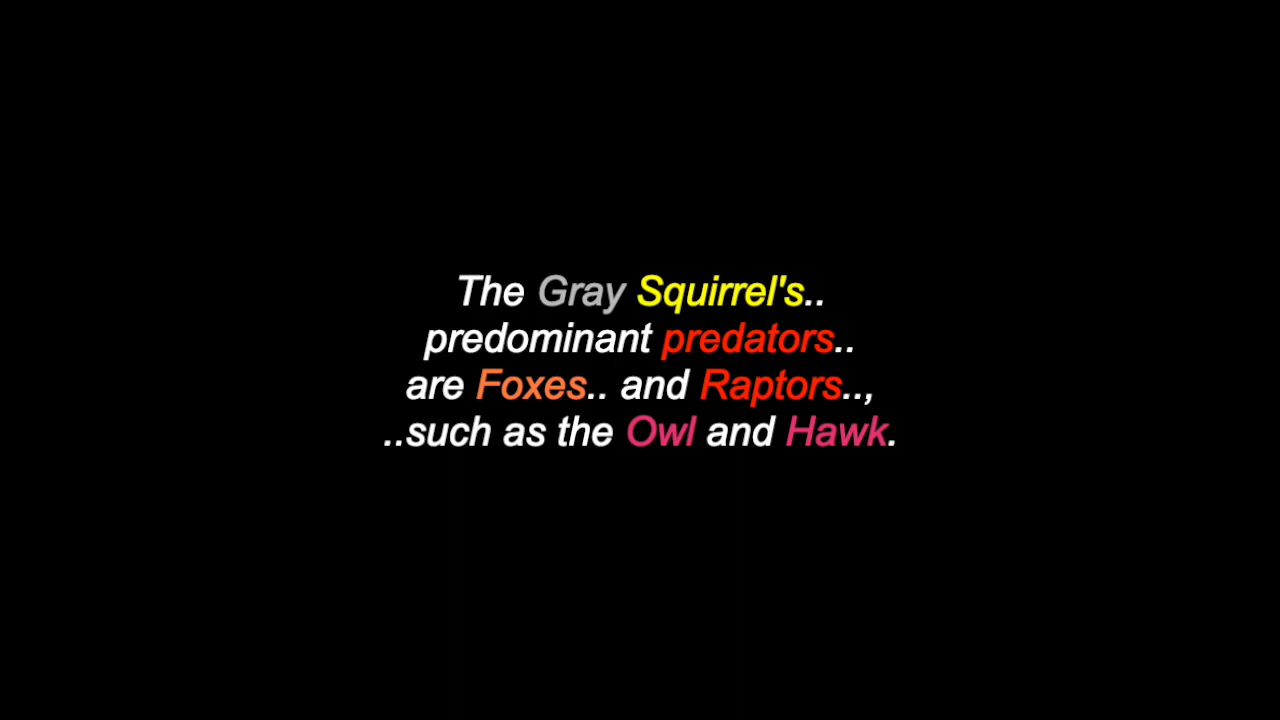 The Gray Squirrel's..
predominant predators..
are Foxes.. and Raptors..,
..such as the Owl and Hawk.